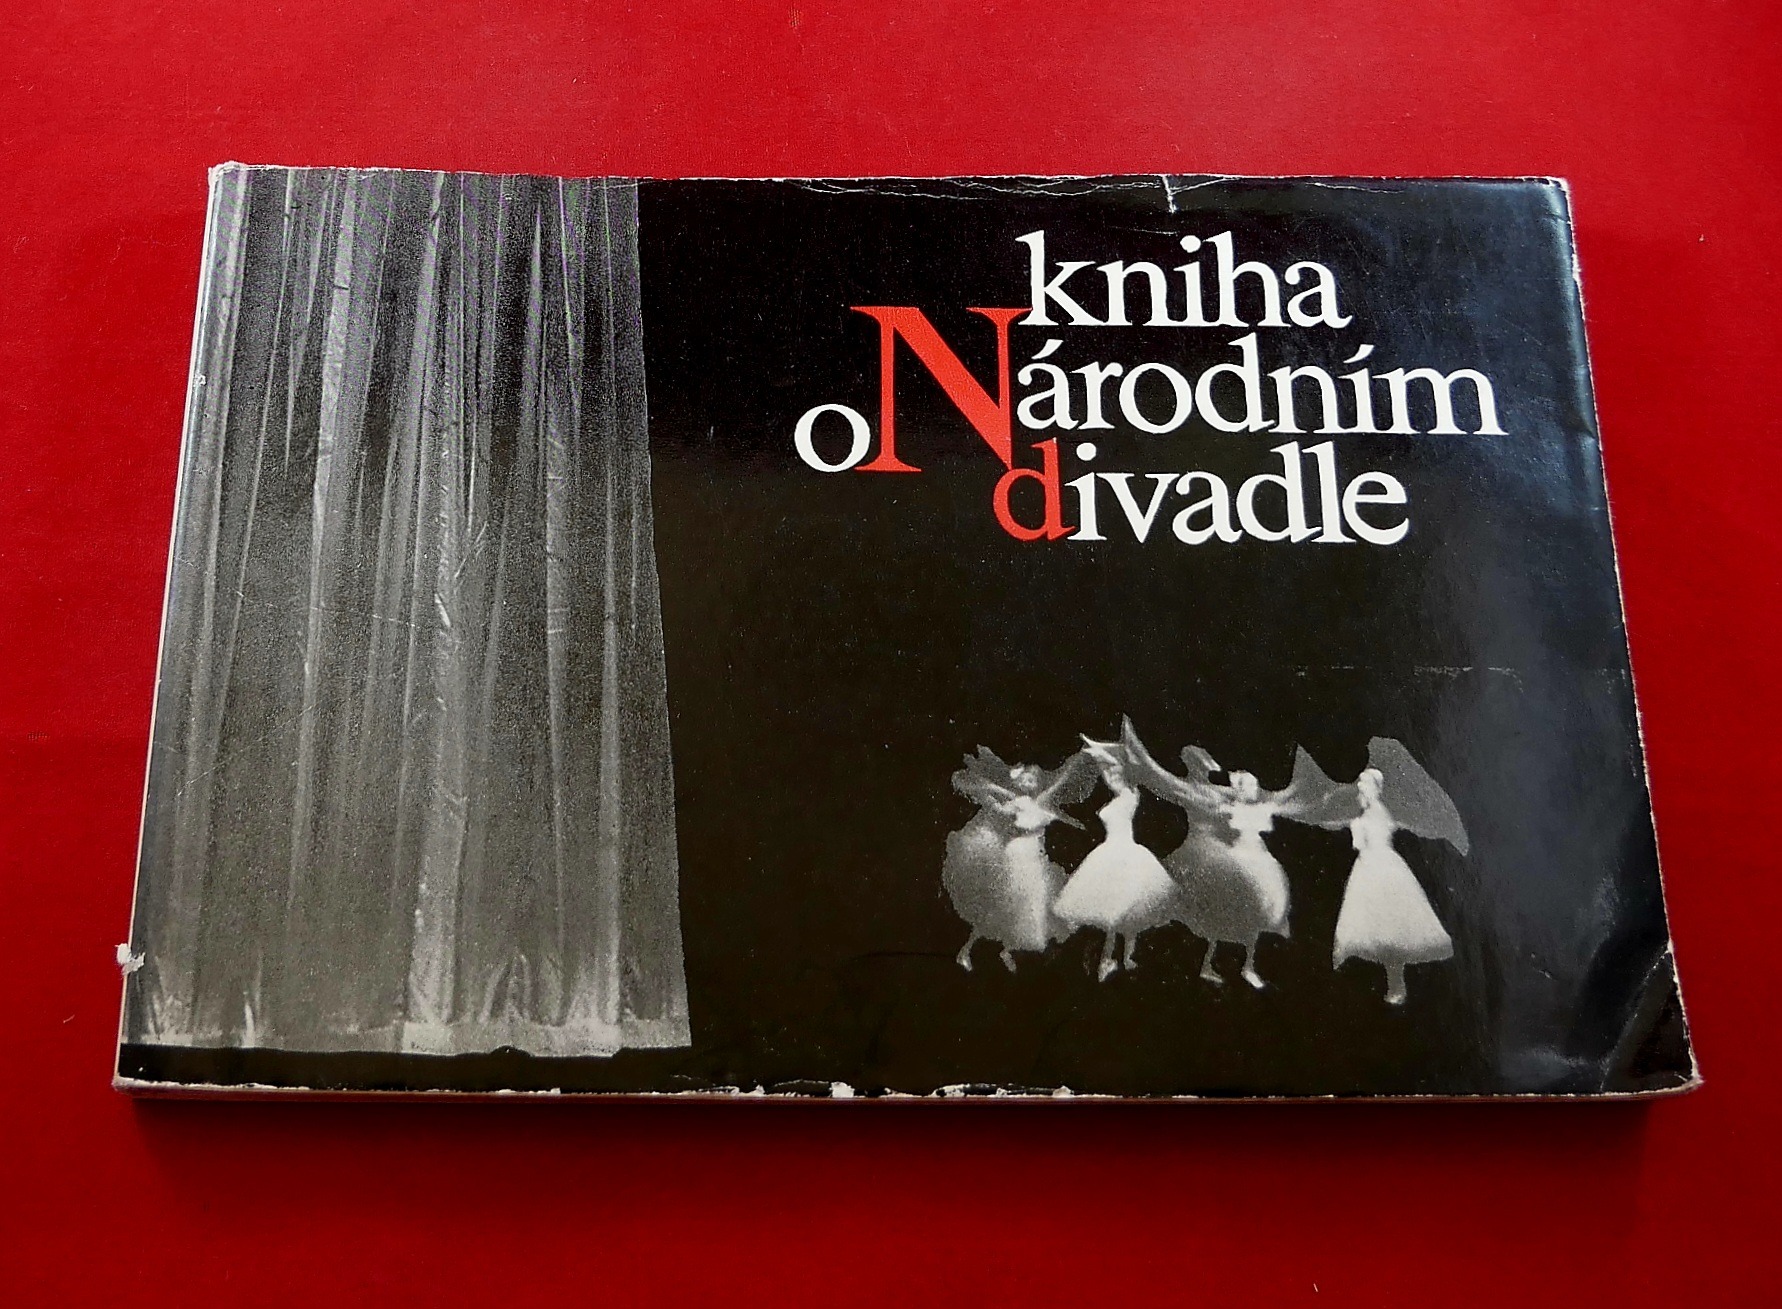 kniha
o Národním
divadle